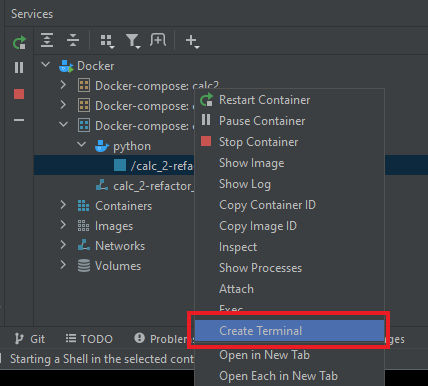 Services
Docker
Docker-compose: calc2
Docker-compose:
Docker-compose:
python
/calc_2-refa
calc_2-refactor_
Containers
Images
Networks
Volumes
Restart Container
Pause Container
Stop Container
Show Image
Show Log
Copy Container ID
Copy Image ID
Inspect
Show Processes
Attach
Exec
Create Terminal
Open in New Tab
Open Each in New Tab
Git
TODO
Problem
ges
Starting a Shell in the selected cont